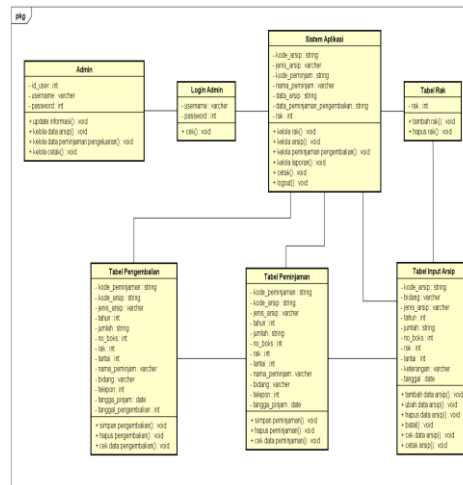 pkg
Admin
- id_user : int
- username : varcher
- password : int
+ update informasi() : void
+ kelola data arsip() : void
+ kelola data peminjaman pengeluaran() : void
+ kelola cetak() : void
Login Admin
- username : varcher
- password : int
+ cek() : void
Sistem Aplikasi
- kode_arsip : string
- jenis_arsip : varcher
- kode_peminjam : string
- nama_peminjam : varcher
- data_arsip : string
- data_peminjaman_pengembalian : string
- rak : int
+ kelola rak() : void
+ kelola arsip() : void
+ kelola peminjaman pengembalian() : void
+ kelola laporan() : void
+ cetak() : void
+ logout() : void
Tabel Rak
- rak : int
+ tambah rak() : void
+ hapus rak() : void
Tabel Pengembalian
- kode_peminjaman : string
- kode_arsip : string
- jenis_arsip : varcher
- tahun : int
- jumlah : string
- no_boks : int
- rak : int
- lantai : int
- nama_peminjam : varcher
- bidang : varcher
- telepon : int
- tangga_pinjam : date
- tanggal_pengembalian : int
+ simpan pengembalian() : void
+ hapus pengembalian() : void
+ cek data pengembalian() : void
Tabel Peminjaman
- kode_peminjaman : string
- kode_arsip : string
- jenis_arsip : varcher
- tahun : int
- jumlah : string
- no_boks : int
- rak : int
- lantai : int
- nama_peminjam : varcher
- bidang : varcher
- telepon : int
- tangga_pinjam : date
+ simpan peminjaman() : void
+ hapus peminjaman() : void
+ cek data peminjaman() : void
Tabel Input Arsip
- kode_arsip : string
- bidang : varcher
- jenis_arsip : varcher
- tahun : int
- jumlah : string
- no_boks : int
- rak : int
- lantai : int
- keterangan : varcher
- tanggal : date
+ tambah data arsip() : void
+ ubah data arsip() : void
+ hapus data arsip() : void
+ batal() : void
+ cek data arsip() : void
+ cetak arsip() : void